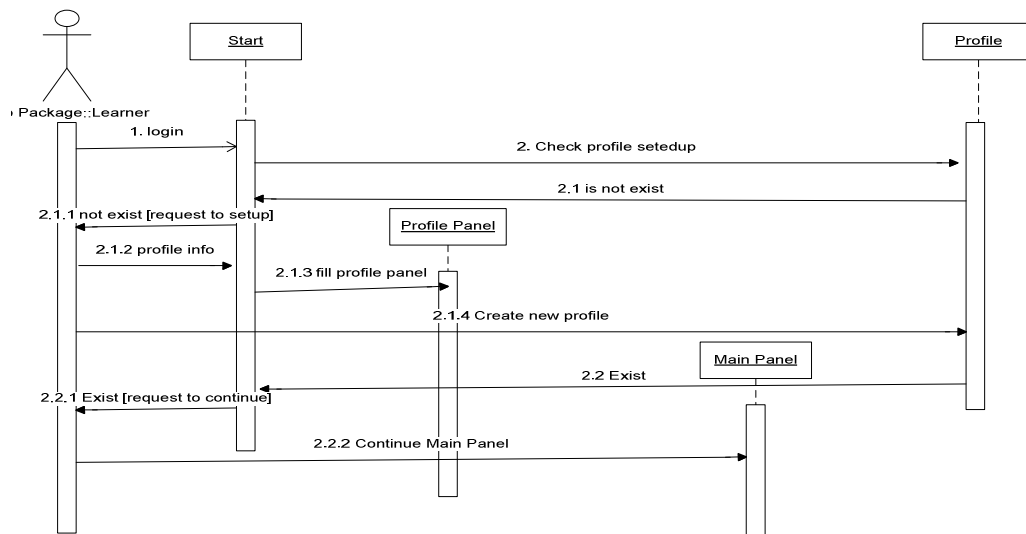 Start
Profile
Package::Learner
1. login
2. Check profile setedup
2.1 is not exist
2.1.1 not exist [request to setup]
Profile Panel
2.1.2 profile info
2.1.3 fill profile panel
2.1.4 Create new profile
Main Panel
2.2 Exist
2.2.1 Exist [request to continue]
2.2.2 Continue Main Panel